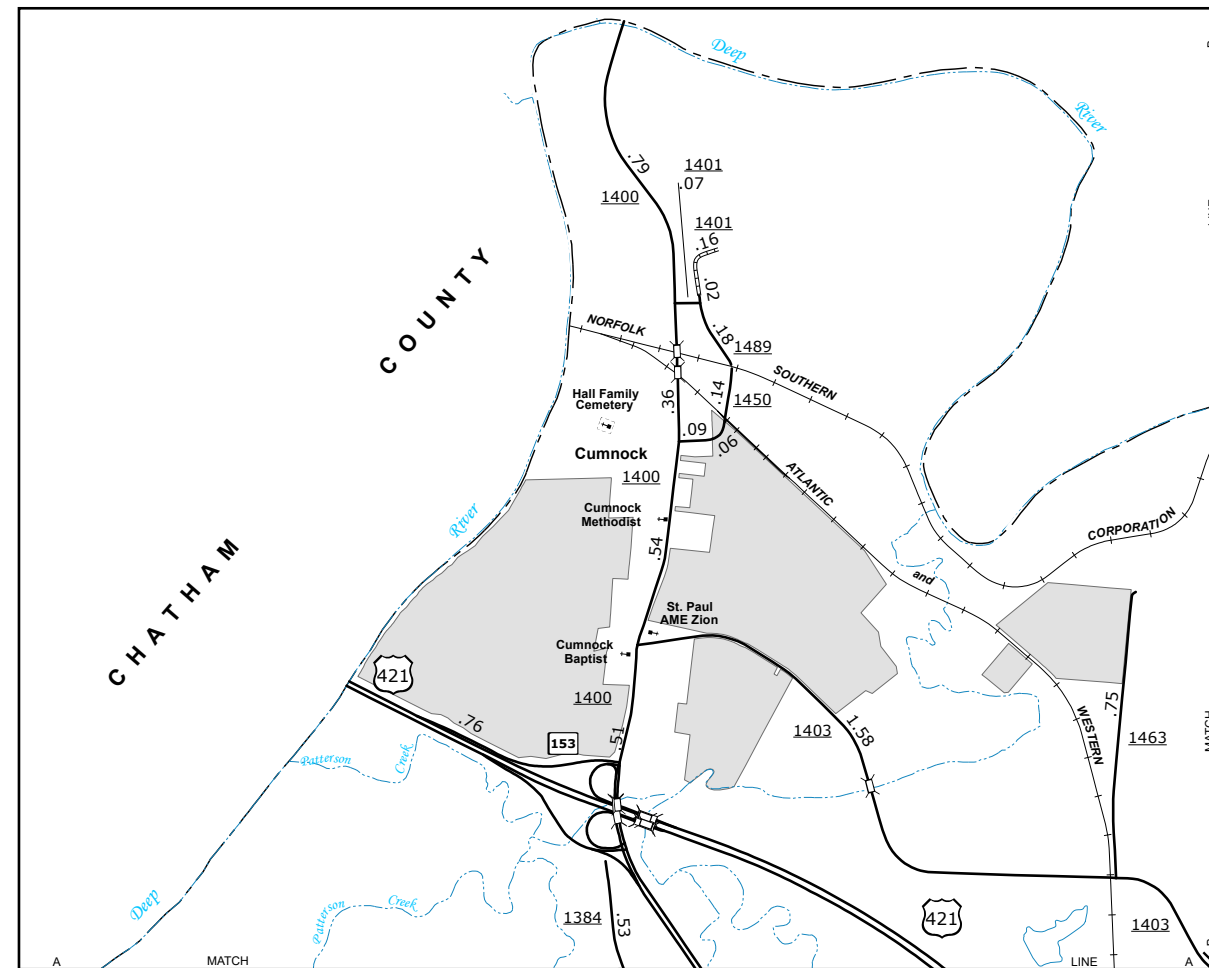 Deep
River
.79
1401
.07
1400
1401
.16
.02
COUNTY
NORFOLK
.18
1489
SOUTHERN
Hall Family
Cemetery
.36
.14
1450
.09
.06
Cumnock
1400
ATLANTIC
Cumnock
Methodist
River
CORPORATION
.54
and
CHATHAM
St. Paul
AME Zion
Cumnock
Baptist
421
1400
.75
.76
.51
153
1403
1.58
WESTERN
1463
MATCH
Patterson
Creek
Deep
Patterson
Creek
1384
.53
421
1403
A
MATCH
LINE
A